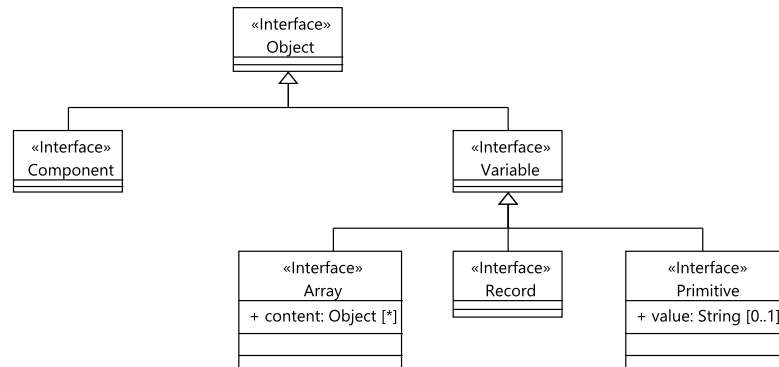 «Interface»
Object
«Interface»
Component
«Interface»
Variable
«Interface»
Array
+ content: Object [*]
«Interface»
Record
«Interface»
Primitive
+ value: String [0..1]